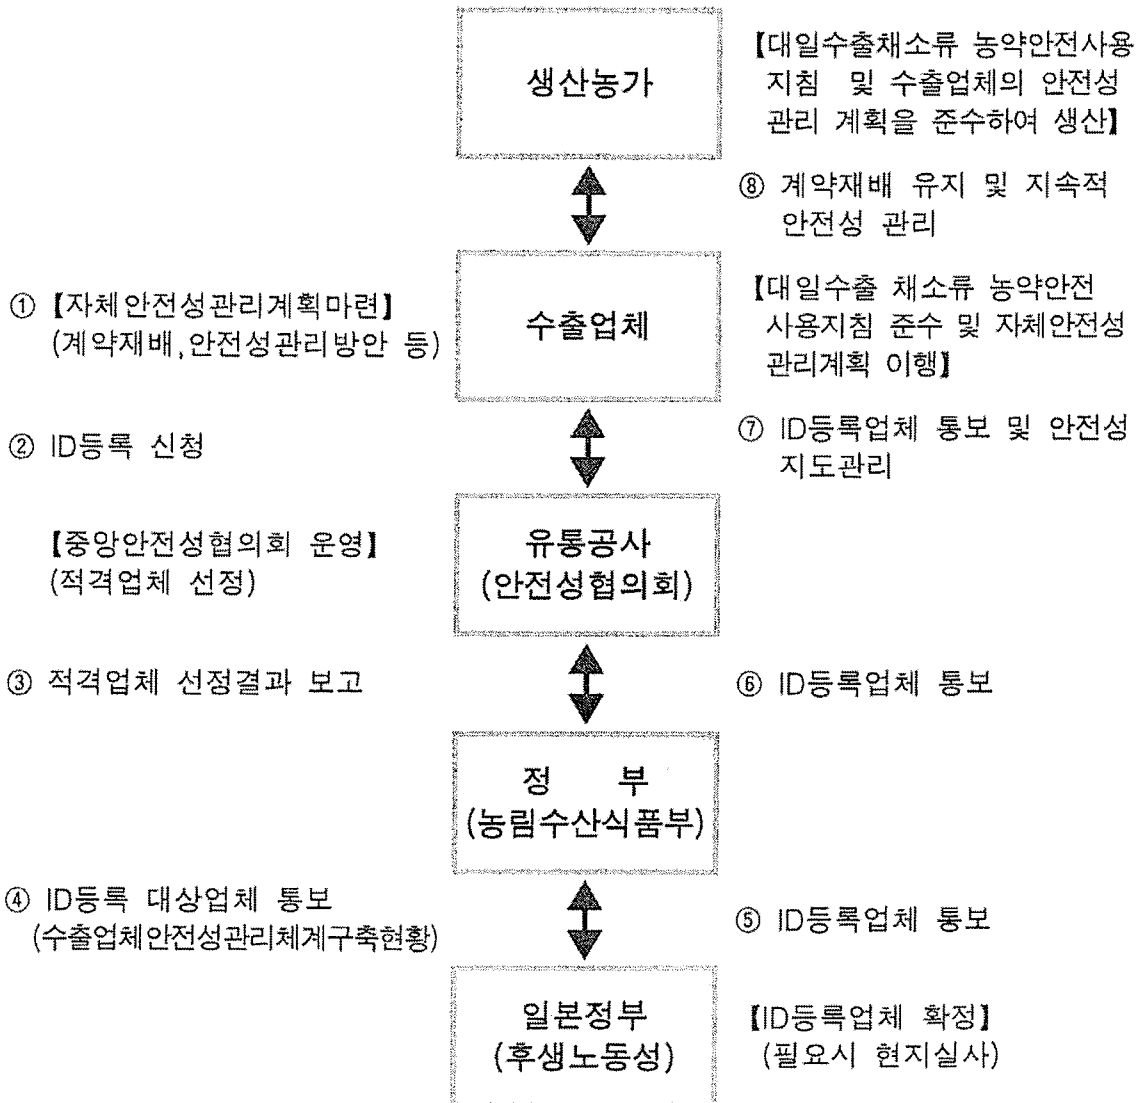 생산농가
【대일수출채소류 농약안전사용
지침 및 수출업체의 안전성
관리 계획을 준수하여 생산】
⑧ 계약재배 유지 및 지속적
안전성 관리
① 【자체안전성관리계획마련】
(계약재배,안전성관리방안 등)
수출업체
【대일수출 채소류 농약안전
사용지침 준수 및 자체안전성
관리계획 이행】
② ID등록 신청
⑦ ID등록업체 통보 및 안전성
지도관리
【중앙안전성협의회 운영】
(적격업체 선정)
유통공사
(안전성협의회)
③ 적격업체 선정결과 보고
⑥ ID등록업체 통보
정 부
(농림수산식품부)
④ ID등록 대상업체 통보
(수출업체안전성관리체계구축현황)
⑤ ID등록업체 통보
일본정부
(후생노동성)
【ID등록업체 확정】
(필요시 현지실사)